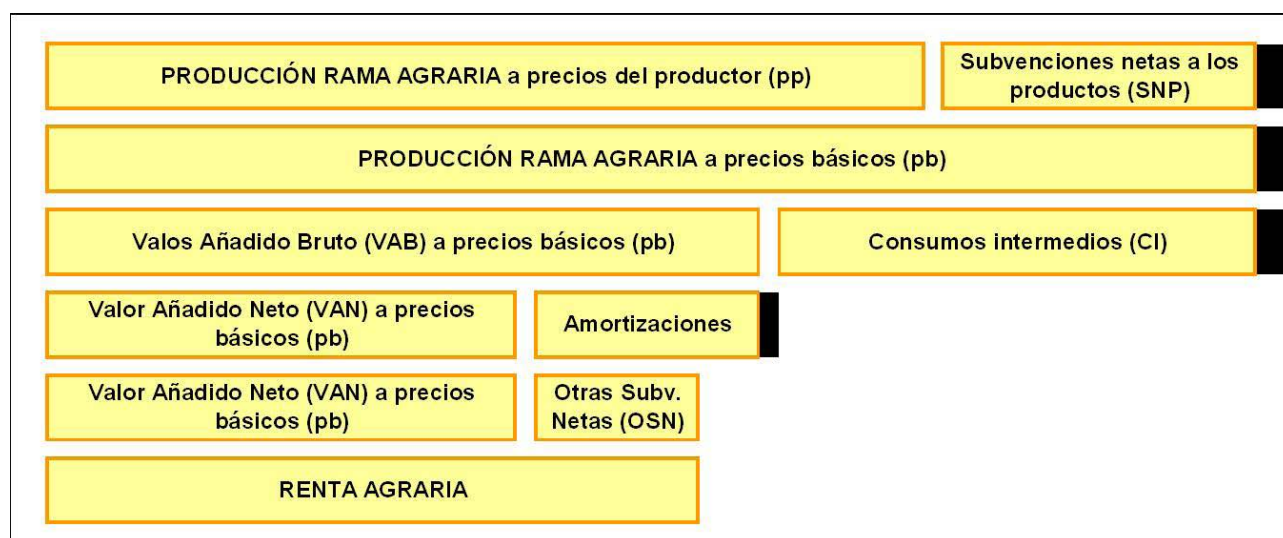 PRODUCCIÓN RAMA AGRARIA a precios del productor (pp)
Subvenciones netas a los
productos (SNP)
PRODUCCIÓN RAMA AGRARIA a precios básicos (pb)
Valos Añadido Bruto (VAB) a precios básicos (pb)
Consumos intermedios (CI)
Valor Añadido Neto (VAN) a precios
básicos (pb)
Amortizaciones
Valor Añadido Neto (VAN) a precios
básicos (pb)
Otras Subv.
Netas (OSN)
RENTA AGRARIA